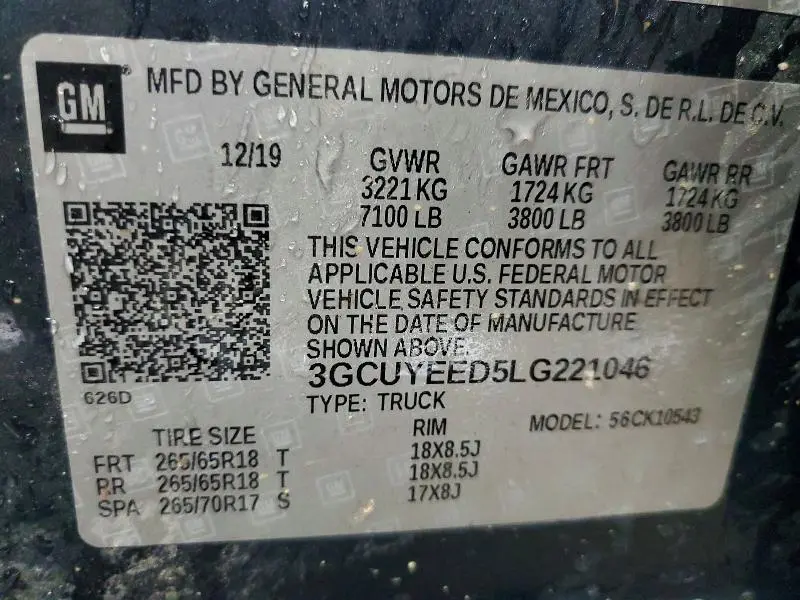 GM® MFD BY GENERAL MOTORS DE MEXICO, S. DE R.L. DE C.V.
12/19 GVWR GAWR FRT GAWR RR
3221 KG 1724 KG 1724 KG
7100 LB 3800 LB 3800 LB
THIS VEHICLE CONFORMS TO ALL
APPLICABLE U.S. FEDERAL MOTOR
VEHICLE SAFETY STANDARDS IN EFFECT
ON THE DATE OF MANUFACTURE
SHOWN ABOVE.
3GCUYEED5LG221046
626D
TYPE: TRUCK
MODEL: 56CK10543
TIRE SIZE RIM
FRT 265/65R18 T 18X8.5J
RR 265/65R18 T 18X8.5J
SPA 265/70R17 S 17X8J